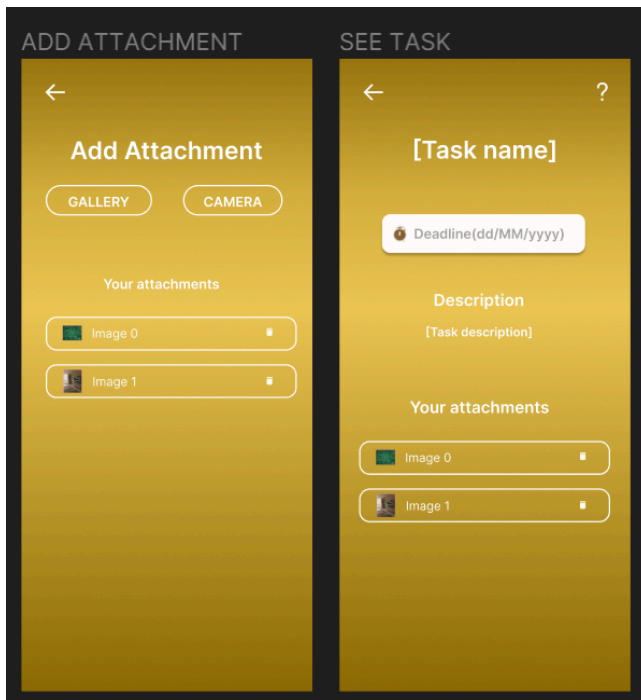 ADD ATTACHMENT
Add Attachment
GALLERY
CAMERA
Your attachments
Image 0
Image 1
SEE TASK
?
[Task name]
Deadline(dd/MM/yyyy)
Description
[Task description]
Your attachments
Image 0
Image 1